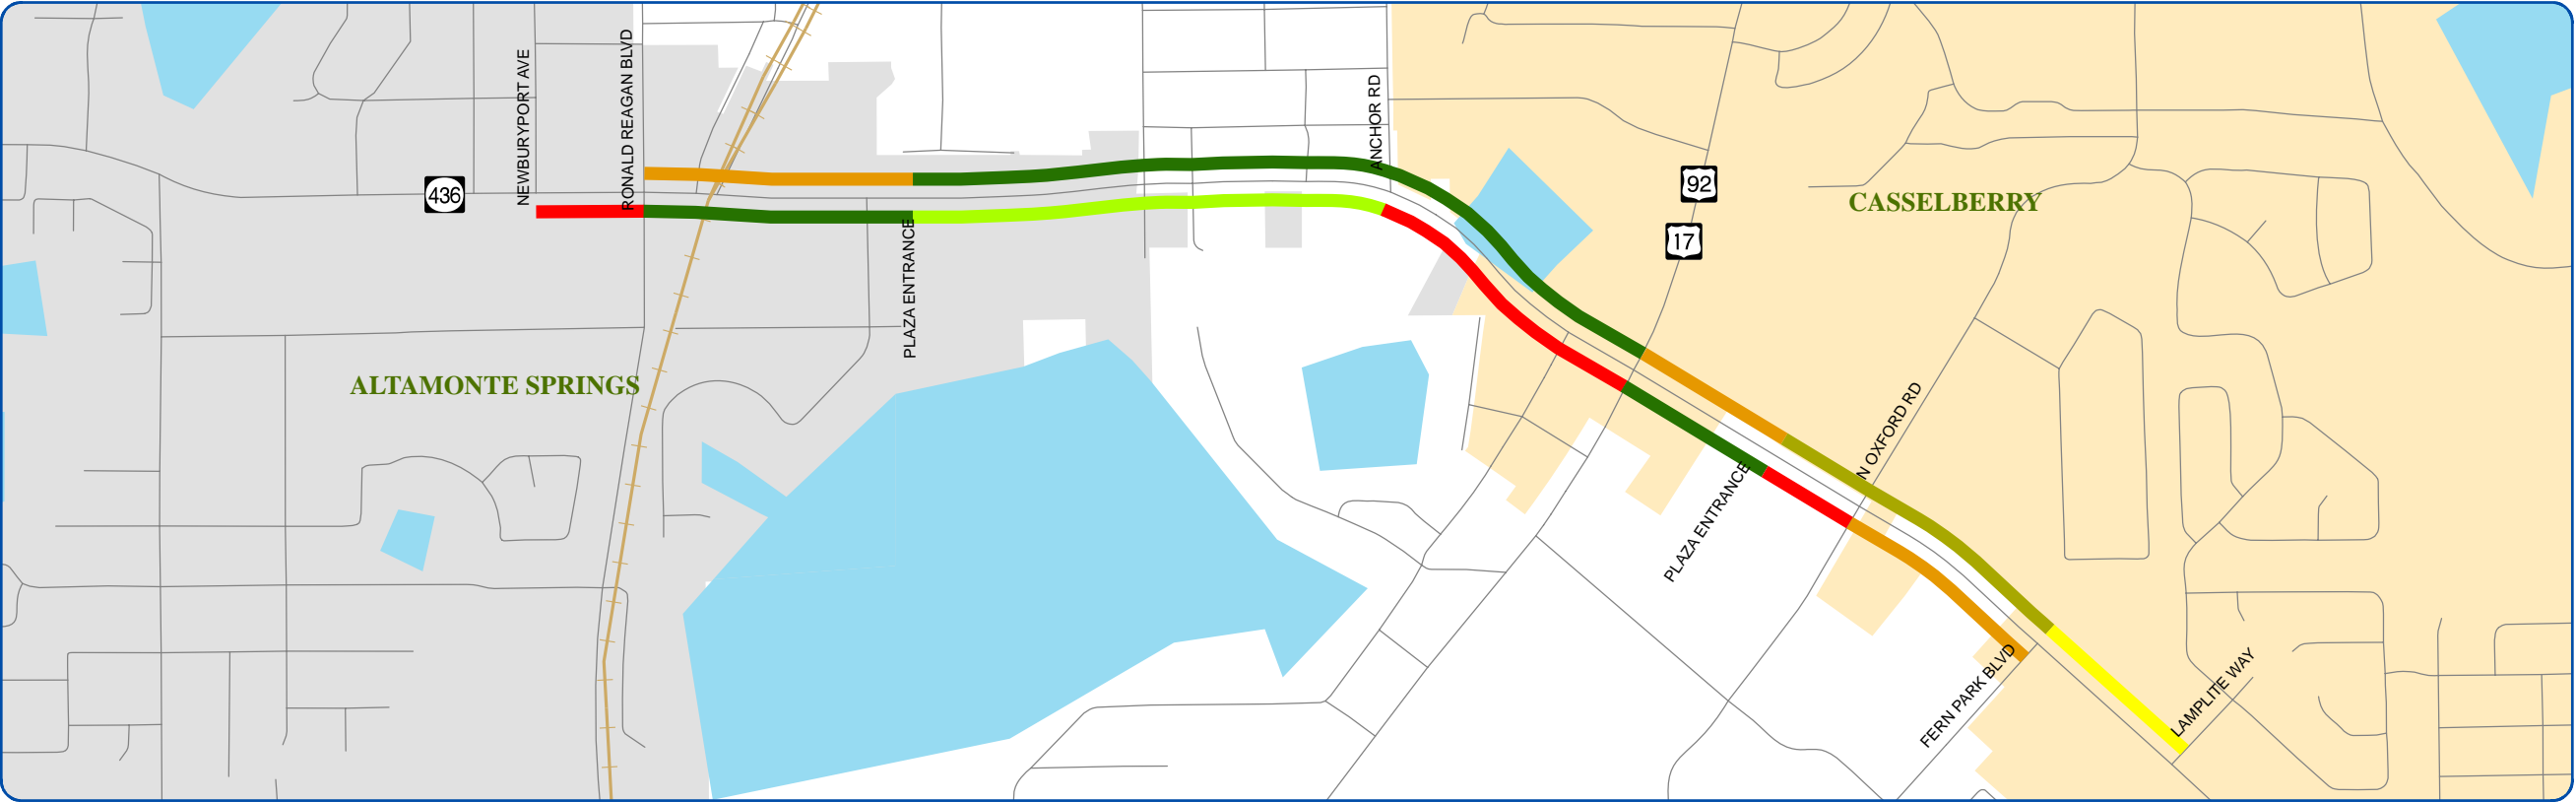 NEWBURYPORT AVE
RONALD REAGAN BLVD
ANCHOR RD
436
92
17
CASSELBERRY
PLAZA ENTRANCE
ALTAMONTE SPRINGS
N OXFORD RD
PLAZA ENTRANCE
FERN PARK BLVD
LAMPLITE WAY